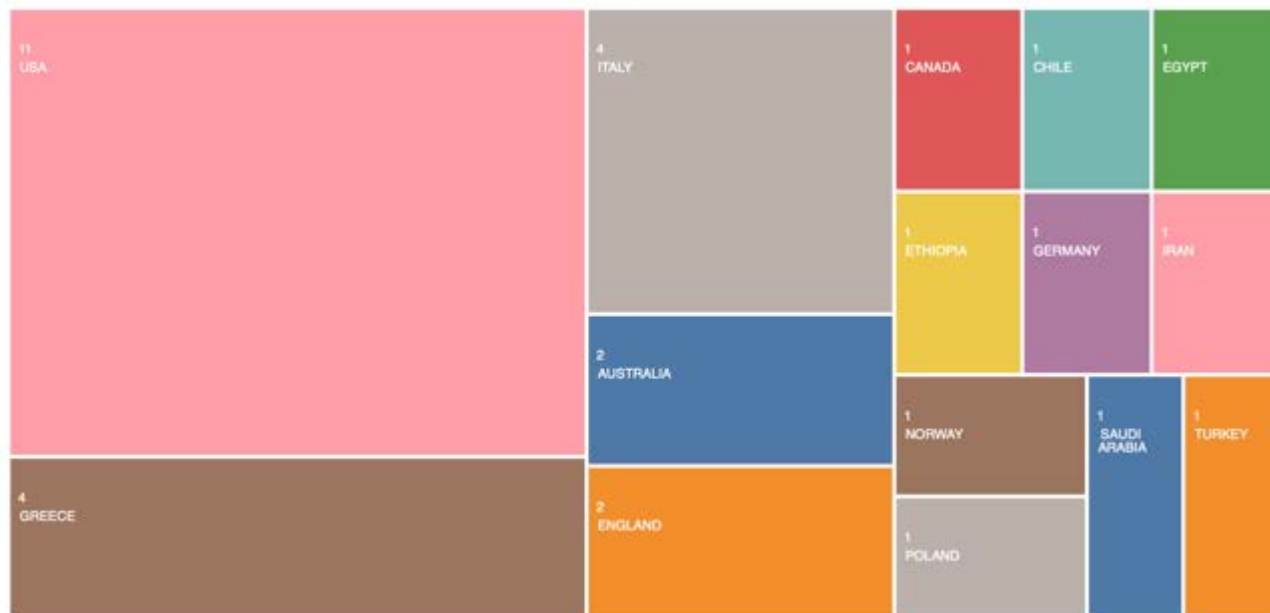 11
USA
4
GREECE
4
ITALY
2
AUSTRALIA
2
ENGLAND
1
CANADA
1
CHILE
1
EGYPT
1
ETHIOPIA
1
GERMANY
1
IRAN
1
NORWAY
1
POLAND
1
SAUDI
ARABIA
1
TURKEY